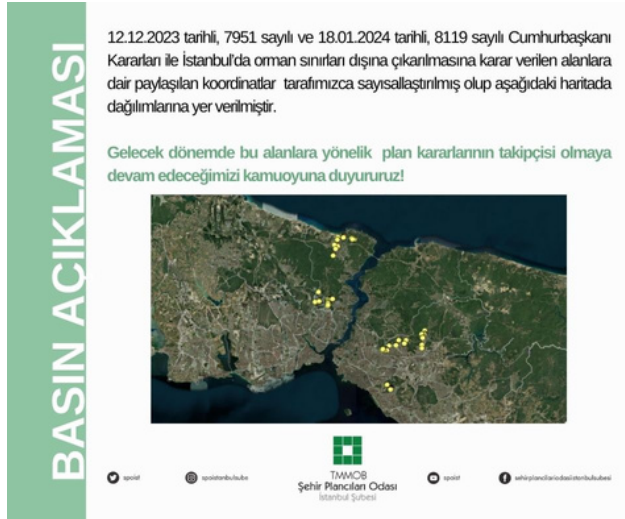 BASIN AÇIKLAMASI
12.12.2023 tarihli, 7951 sayılı ve 18.01.2024 tarihli, 8119 sayılı Cumhurbaşkanı
Kararları ile İstanbul'da orman sınırları dışına çıkarılmasına karar verilen alanlara
dair paylaşılan koordinatlar tarafımızca sayısallaştırılmış olup aşağıdaki haritada
dağılımlarına yer verilmiştir.
Gelecek dönemde bu alanlara yönelik plan kararlarının takipçisi olmaya
devam edeceğimizi kamuoyuna duyururuz!
TMMOB
Şehir Plancıları Odası
İstanbul Şubesi
spoist
spoistanbulsube
spoist
sehirplancilariodasiistanbulsubesi